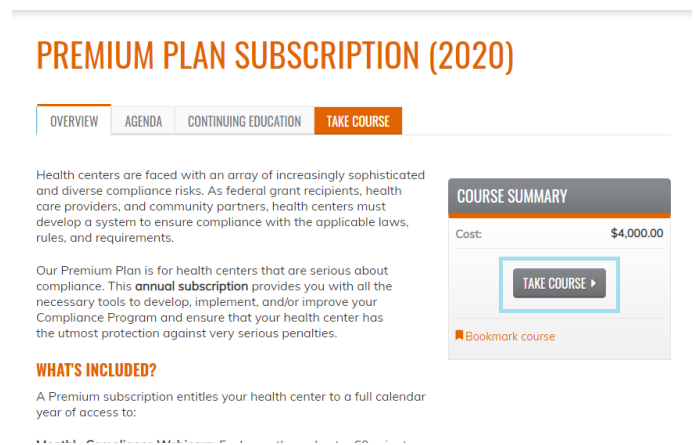 PREMIUM PLAN SUBSCRIPTION (2020)
OVERVIEW
AGENDA
CONTINUING EDUCATION
TAKE COURSE
Health centers are faced with an array of increasingly sophisticated
and diverse compliance risks. As federal grant recipients, health
care providers, and community partners, health centers must
develop a system to ensure compliance with the applicable laws,
rules, and requirements.
Our Premium Plan is for health centers that are serious about
compliance. This annual subscription provides you with all the
necessary tools to develop, implement, and/or improve your
Compliance Program and ensure that your health center has
the utmost protection against very serious penalties.
WHAT'S INCLUDED?
A Premium subscription entitles your health center to a full calendar
year of access to:
COURSE SUMMARY
Cost: $4,000.00
TAKE COURSE
Bookmark course